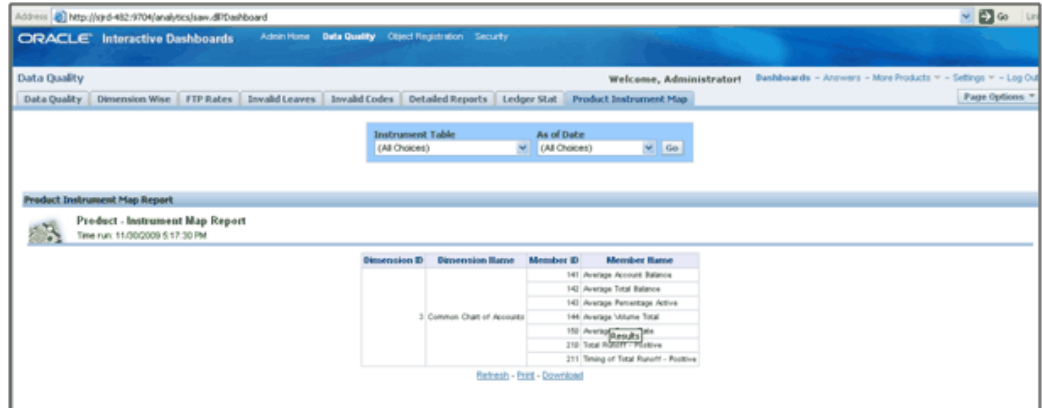 Address http://sjrd-482:9704/analytics/saw.dll?Dashboard Go
ORACLE Interactive Dashboards Admin Home Data Quality Object Registration Security
Data Quality Welcome, Administrator! Dashboards - Answers - More Products - Settings - Log Out
Data Quality Dimension Wise FTP Rates Invalid Leaves Invalid Codes Detailed Reports Ledger Stat Product Instrument Map Page Options
Instrument Table As of Date
(All Choices) (All Choices) Go
Product Instrument Map Report
Product - Instrument Map Report
Time run: 11/30/2009 5:17:30 PM
Dimension ID Dimension Name Member ID Member Name
141 Average Account Balance
142 Average Total Balance
143 Average Percentage Active
3 Common Chart of Accounts 144 Average Volume Total
Average
Results
210 Total Runoff - Positive
211 Timing of Total Runoff - Positive
Refresh - Print - Download